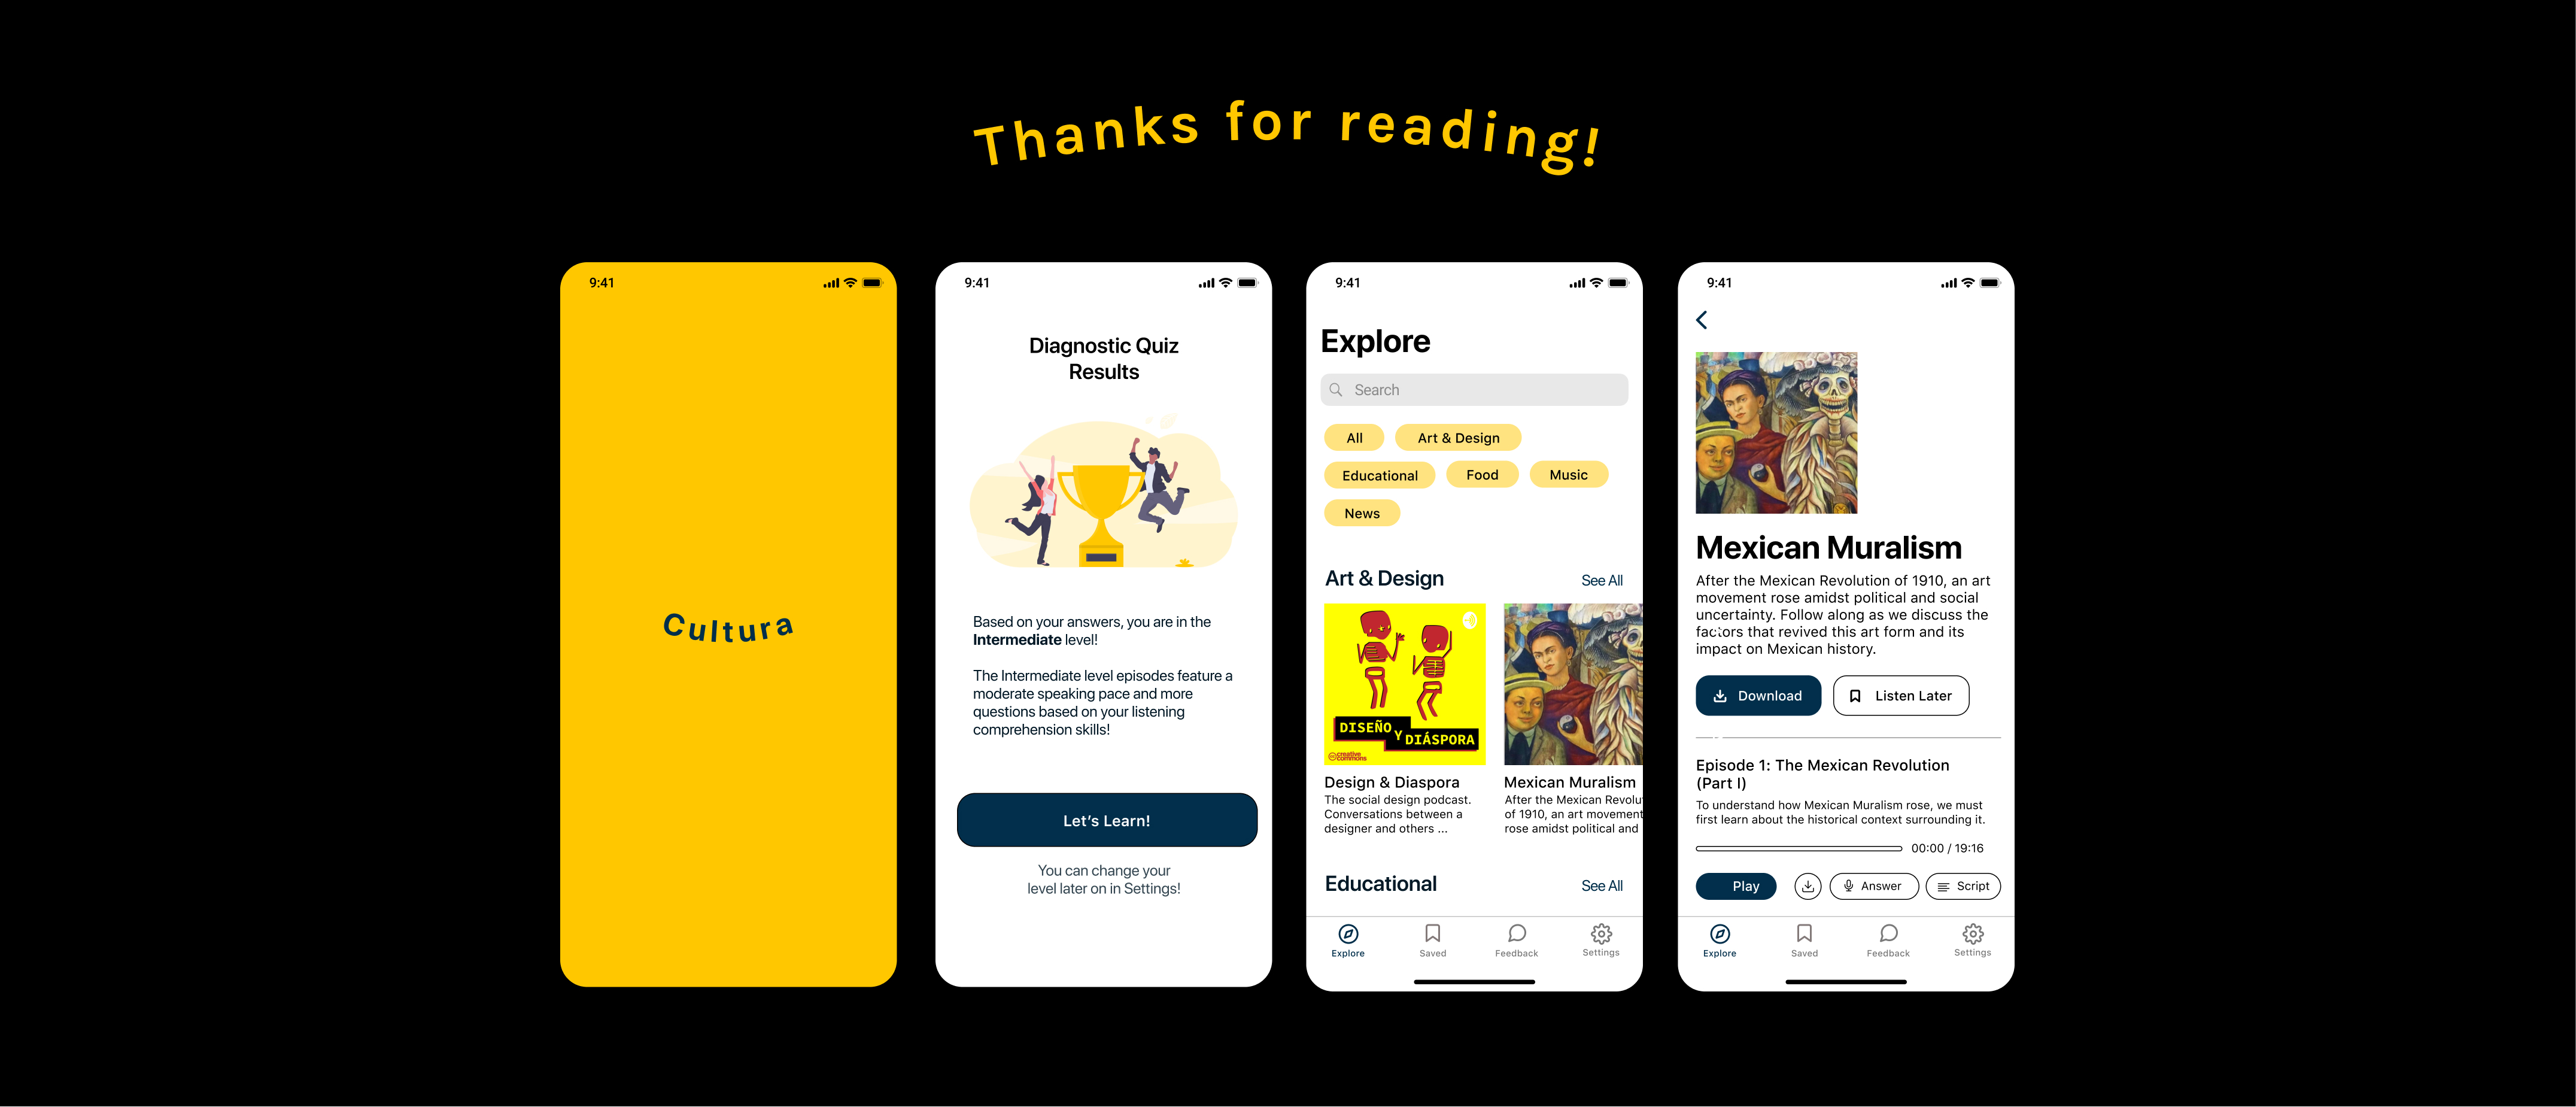 Thanks for reading!
9:41
Cultura
9:41
Diagnostic Quiz
Results
Based on your answers, you are in the
Intermediate level!
The Intermediate level episodes feature a
moderate speaking pace and more
questions based on your listening
comprehension skills!
Let's Learn!
You can change your
level later on in Settings!
9:41
Explore
Search
All
Art & Design
Educational
Food
Music
News
Art & Design
See All
DISEÑO
Y
DIÁSPORA
creative
commons
Design & Diaspora
The social design podcast.
Conversations between a
designer and others ...
Mexican Muralism
After the Mexican Revolu
of 1910, an art movement
rose amidst political and
Educational
See All
Explore
Saved
Feedback
Settings
9:41
Mexican Muralism
After the Mexican Revolution of 1910, an art
movement rose amidst political and social
uncertainty. Follow along as we discuss the
factors that revived this art form and its
impact on Mexican history.
Download
Listen Later
Episode 1: The Mexican Revolution
(Part I)
To understand how Mexican Muralism rose, we must
first learn about the historical context surrounding it.
00:00 / 19:16
Play
Answer
Script
Explore
Saved
Feedback
Settings